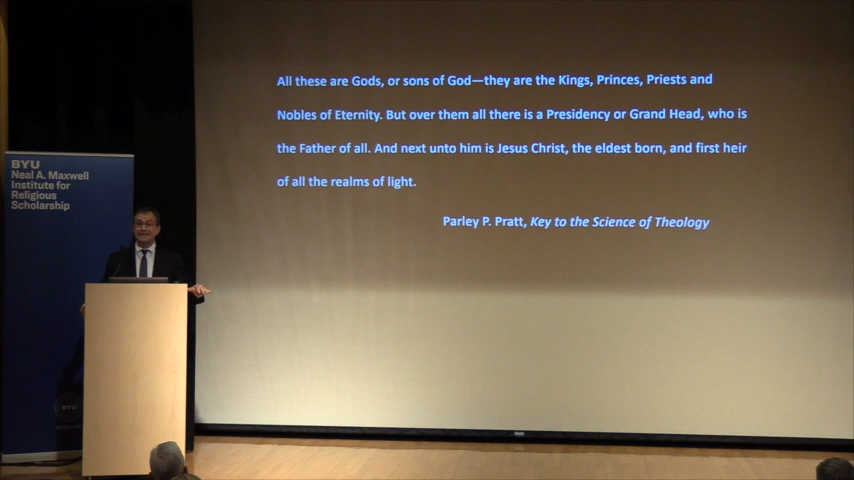 All these are Gods, or sons of God—they are the Kings, Princes, Priests and
Nobles of Eternity. But over them all there is a Presidency or Grand Head, who is
the Father of all. And next unto him is Jesus Christ, the eldest born, and first heir
of all the realms of light.
Parley P. Pratt, Key to the Science of Theology
BYU
Neal A. Maxwell
Institute for
Religious
Scholarship
BYU